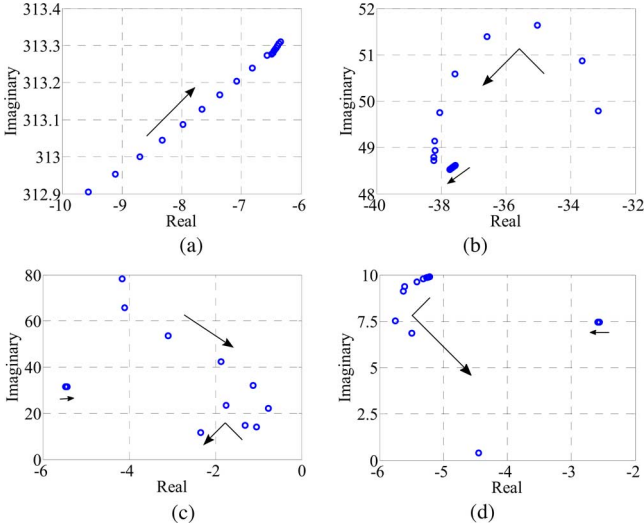 313.4
313.3
313.2
313.1
313
312.9
-10 -9 -8 -7 -6
Imaginary
Real
(a)
52
51
50
49
48
-40 -38 -36 -34 -32
Imaginary
Real
(b)
80
60
40
20
0
-6 -4 -2 0
Imaginary
Real
(c)
10
7.5
5
2.5
0
-6 -5 -4 -3 -2
Imaginary
Real
(d)